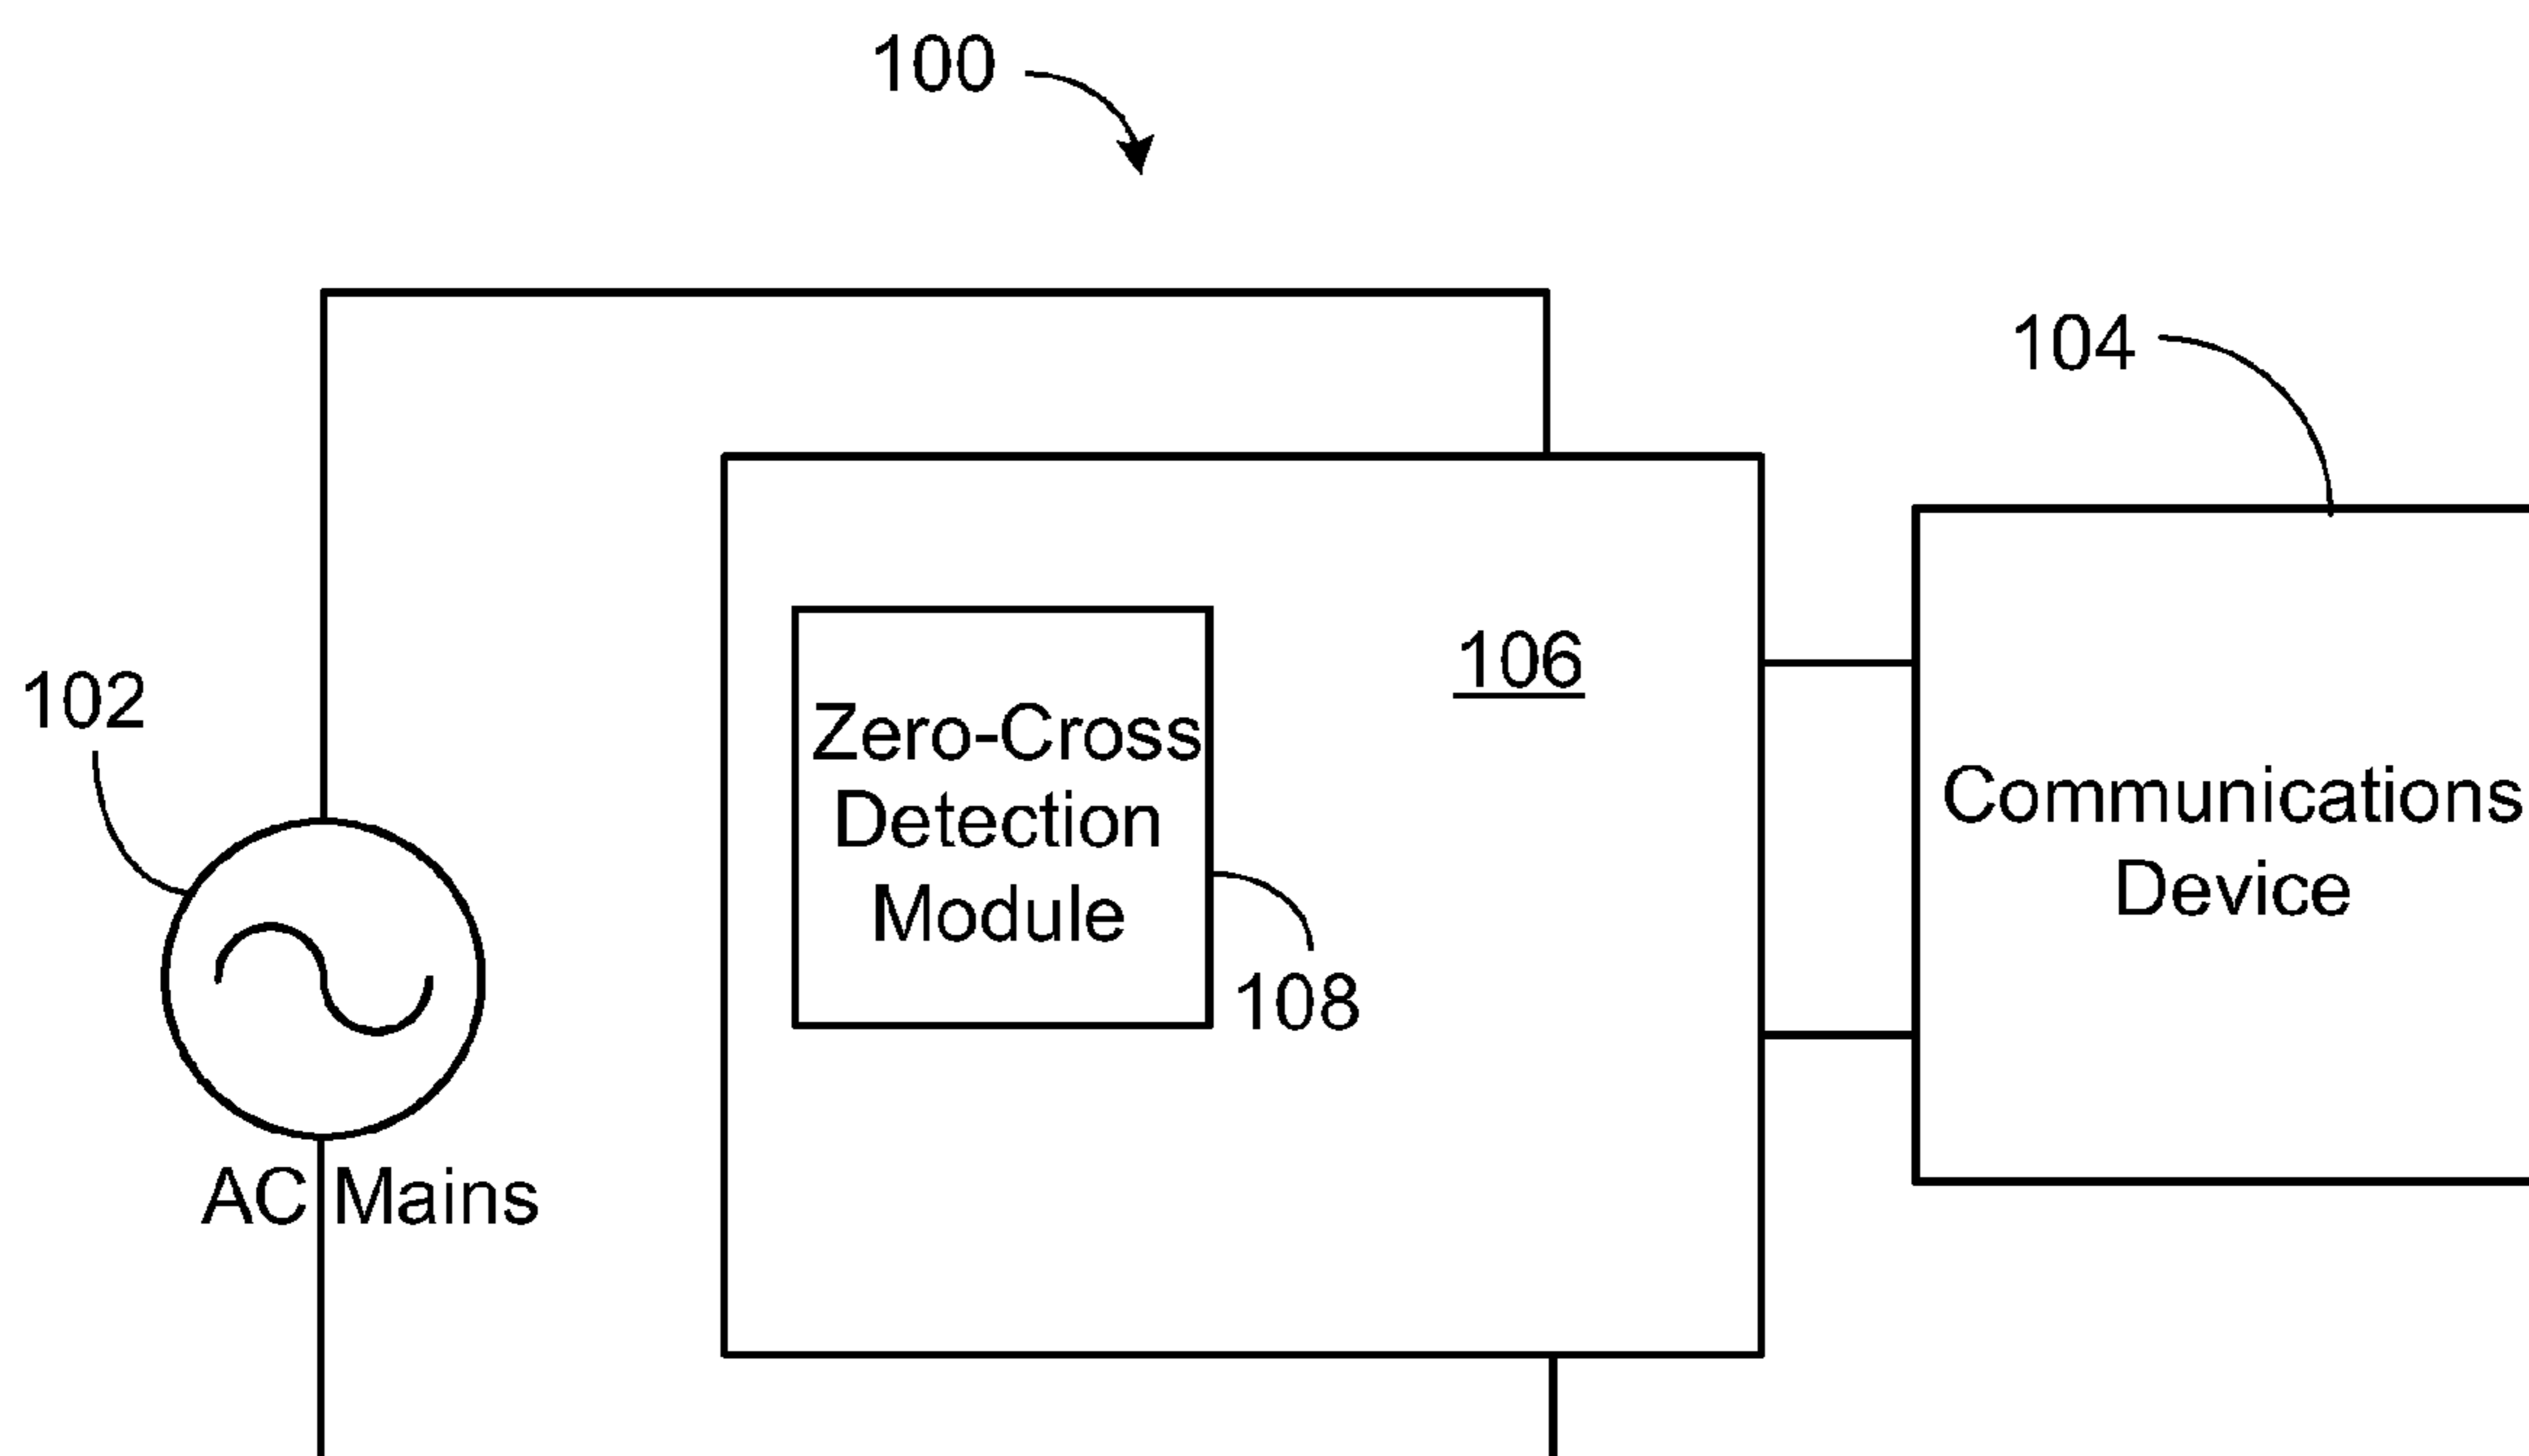 100
104
106
102
Zero-Cross
Detection
Module
Communications
Device
108
AC Mains